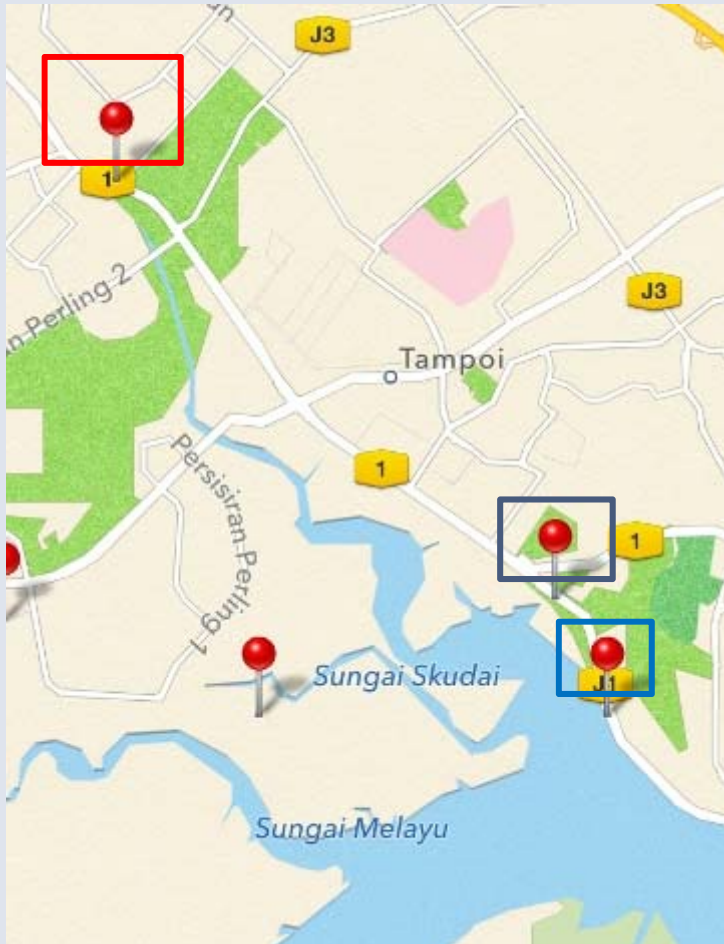 J3
1
n Perling 2
J3
Tampoi
1
Persisiran Perling 1
1
Sungai Skudai
J1
Sungai Melayu